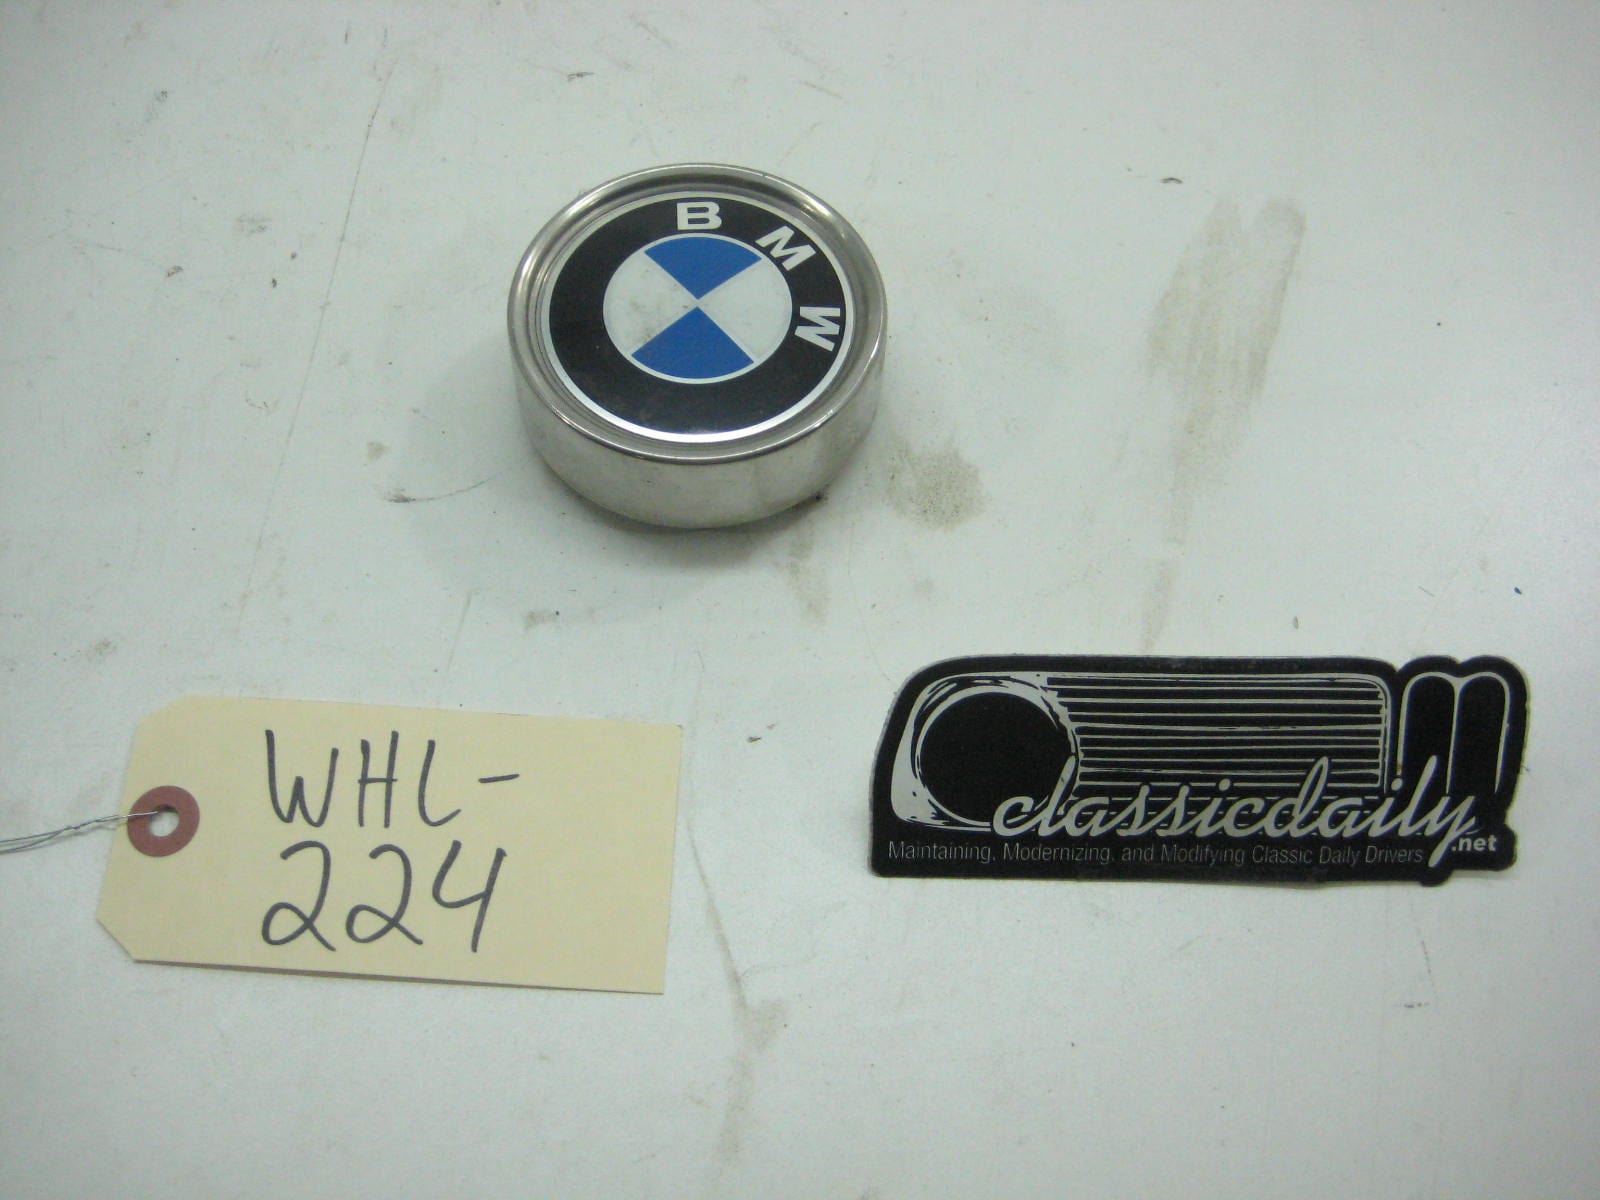 BMW
WHL-
224
classicdaily.net
Maintaining, Modernizing, and Modifying Classic Daily Drivers